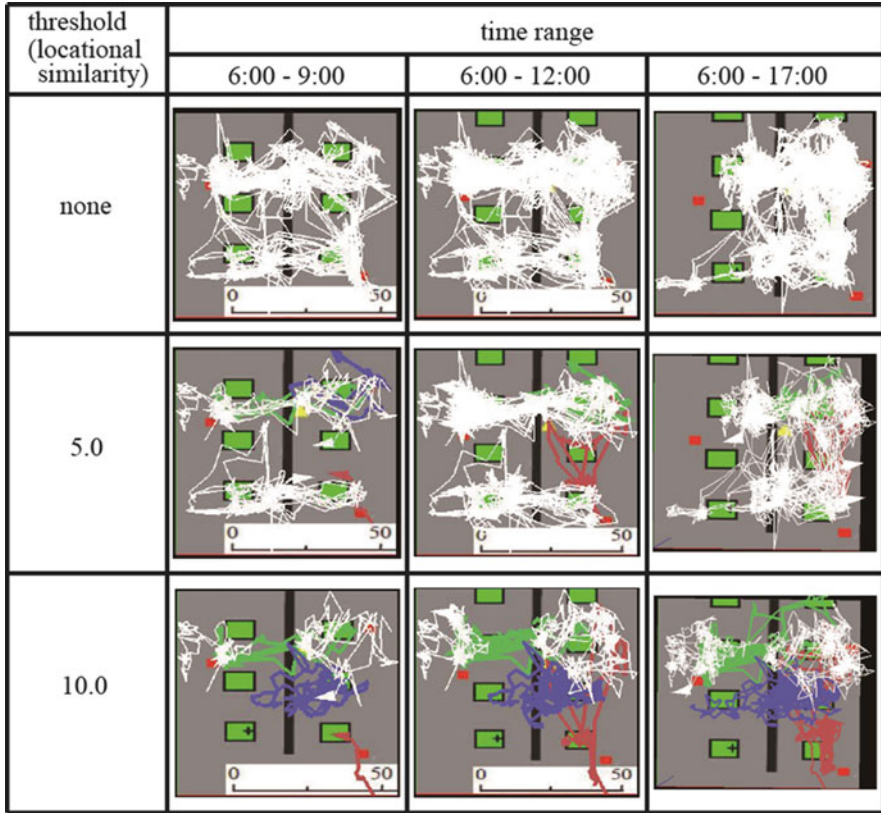 threshold
(locational
similarity)
time range
6:00 - 9:00
6:00 - 12:00
6:00 - 17:00
none
0 50
0 50
5.0
0 50
0 50
10.0
0 50
0 50